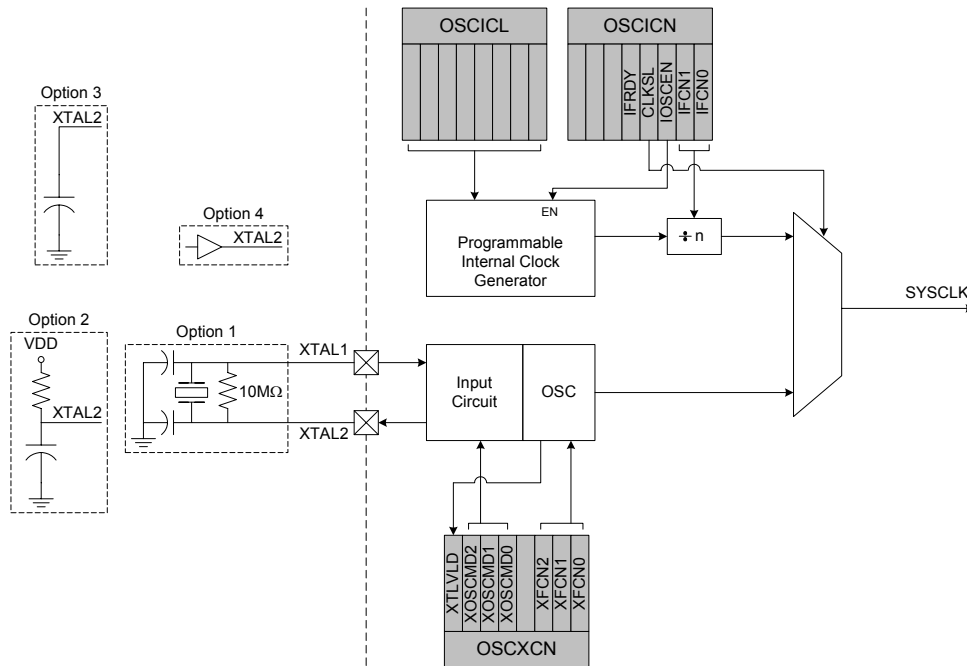 OSCICL
OSCICN
IFRDY
CLKSL
IOSCEN
IFCN1
IFCN0
Option 3
XTAL2
Option 4
XTAL2
EN
Programmable
Internal Clock
Generator
÷ n
SYSCLK
Option 2
VDD
XTAL2
Option 1
10MΩ
XTAL1
XTAL2
Input
Circuit
OSC
XTLVLD
XOSCMD2
XOSCMD1
XOSCMD0
XFCN2
XFCN1
XFCN0
OSCXCN